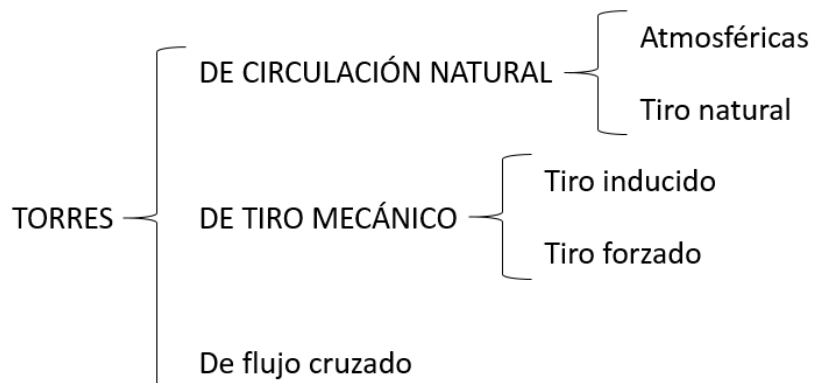 TORRES
DE CIRCULACIÓN NATURAL
Atmosféricas
Tiro natural
DE TIRO MECÁNICO
Tiro inducido
Tiro forzado
De flujo cruzado